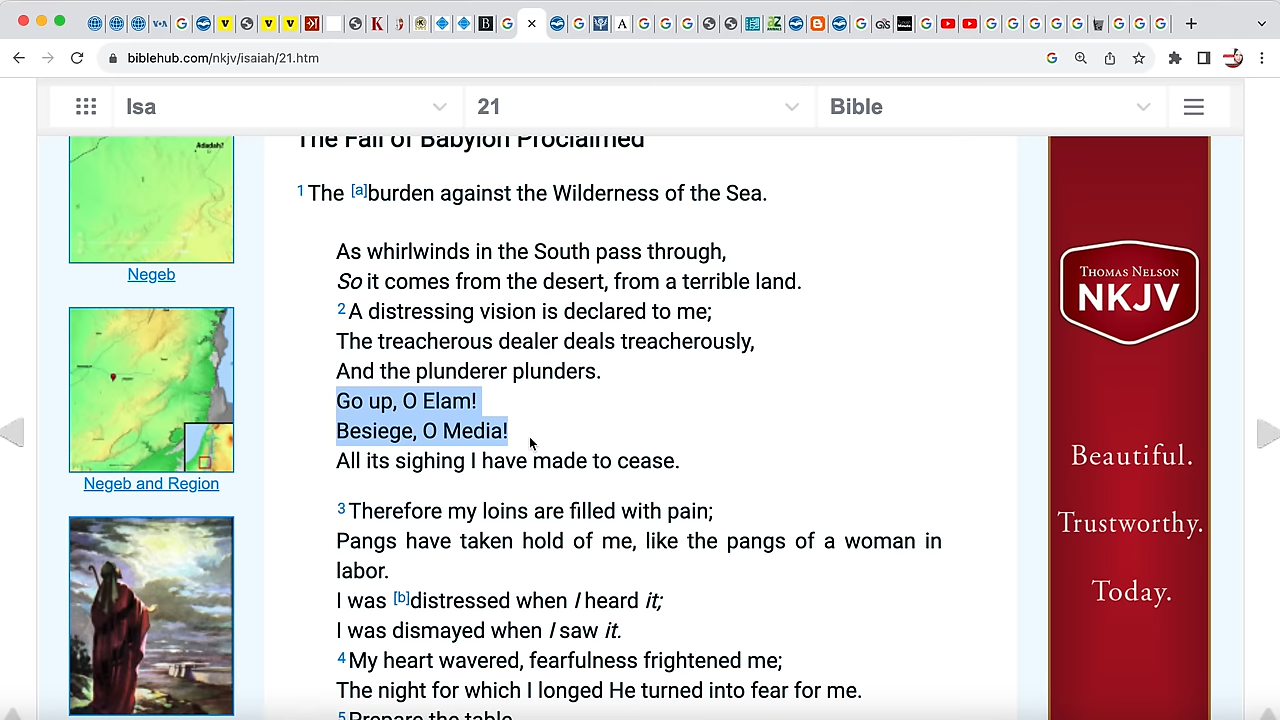 biblehub.com/nkjv/isaiah/21.htm
Isa
21
Bible
The Fall of Babylon Proclaimed
1 The [a]burden against the Wilderness of the Sea.
As whirlwinds in the South pass through,
So it comes from the desert, from a terrible land.
2 A distressing vision is declared to me;
The treacherous dealer deals treacherously,
And the plunderer plunders.
Go up, O Elam!
Besiege, O Media!
All its sighing I have made to cease.
3 Therefore my loins are filled with pain;
Pangs have taken hold of me, like the pangs of a woman in
labor.
I was [b]distressed when I heard it;
I was dismayed when I saw it.
4 My heart wavered, fearfulness frightened me;
The night for which I longed He turned into fear for me.
5 Prepare the table
Adadah?
Negeb
Negeb and Region
THOMAS NELSON
NKJV
Beautiful.
Trustworthy.
Today.